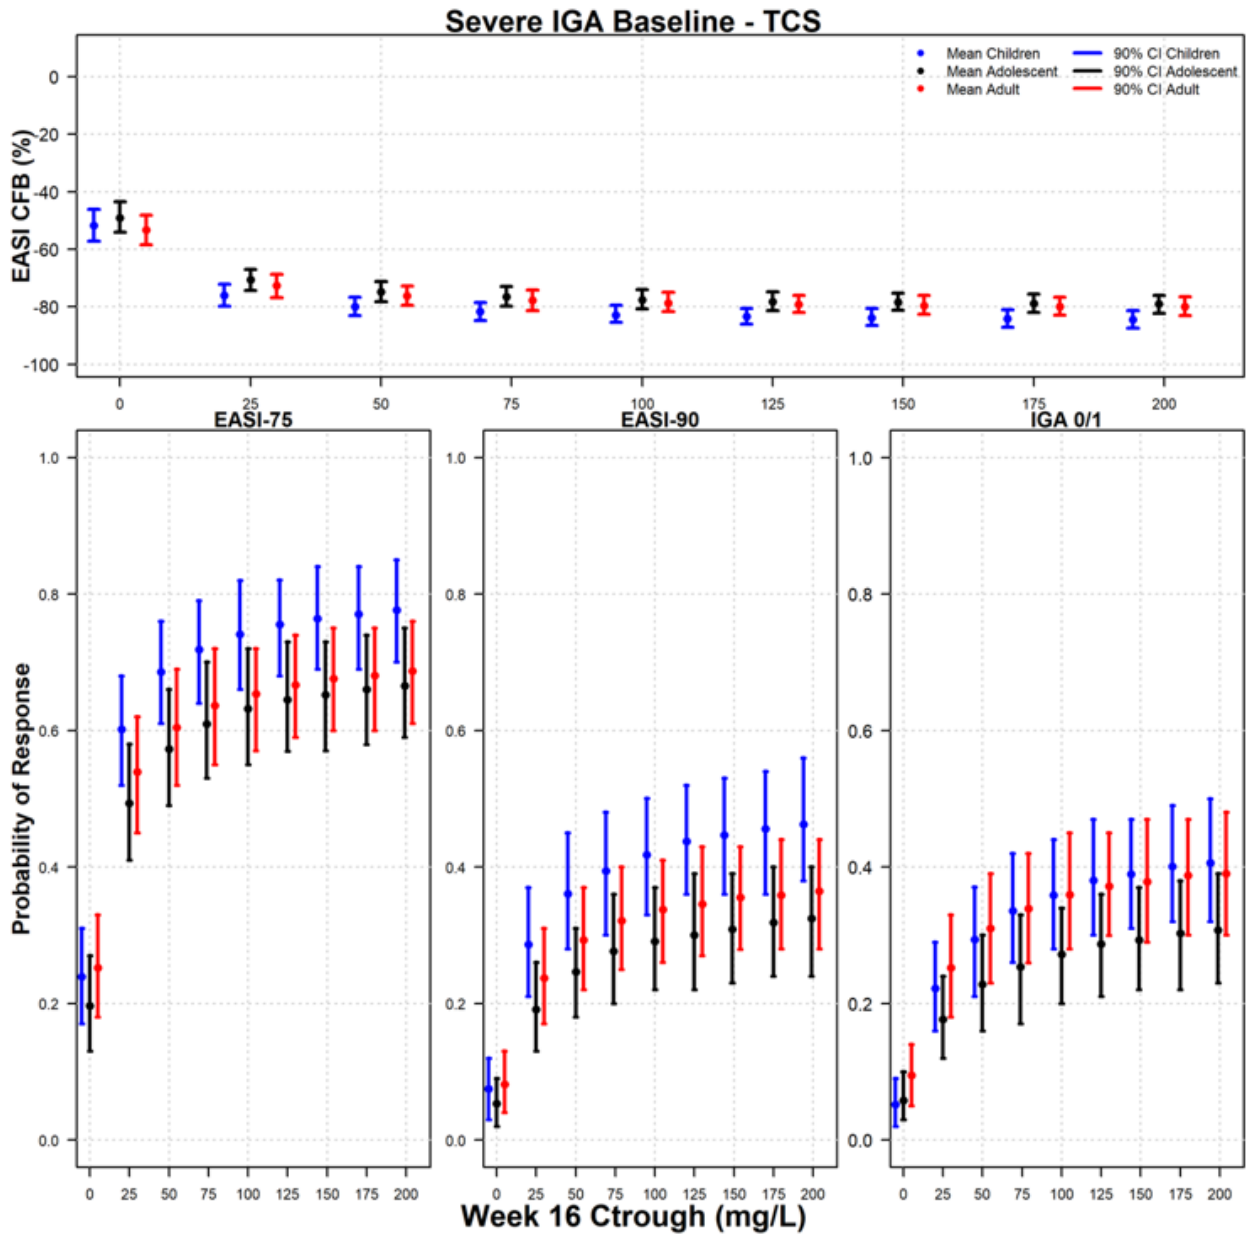 Severe IGA Baseline - TCS
Mean Children 90% CI Children
Mean Adolescent 90% CI Adolescent
Mean Adult 90% CI Adult
EASI CFB (%)
0
-20
-40
-60
-80
-100
0 25 50 75 100 125 150 175 200
EASI-75 EASI-90 IGA 0/1
Probability of Response
1.0 1.0 1.0
0.8 0.8 0.8
0.6 0.6 0.6
0.4 0.4 0.4
0.2 0.2 0.2
0.0 0.0 0.0
0 25 50 75 100 125 150 175 200 0 25 50 75 100 125 150 175 200 0 25 50 75 100 125 150 175 200
Week 16 Ctrough (mg/L)